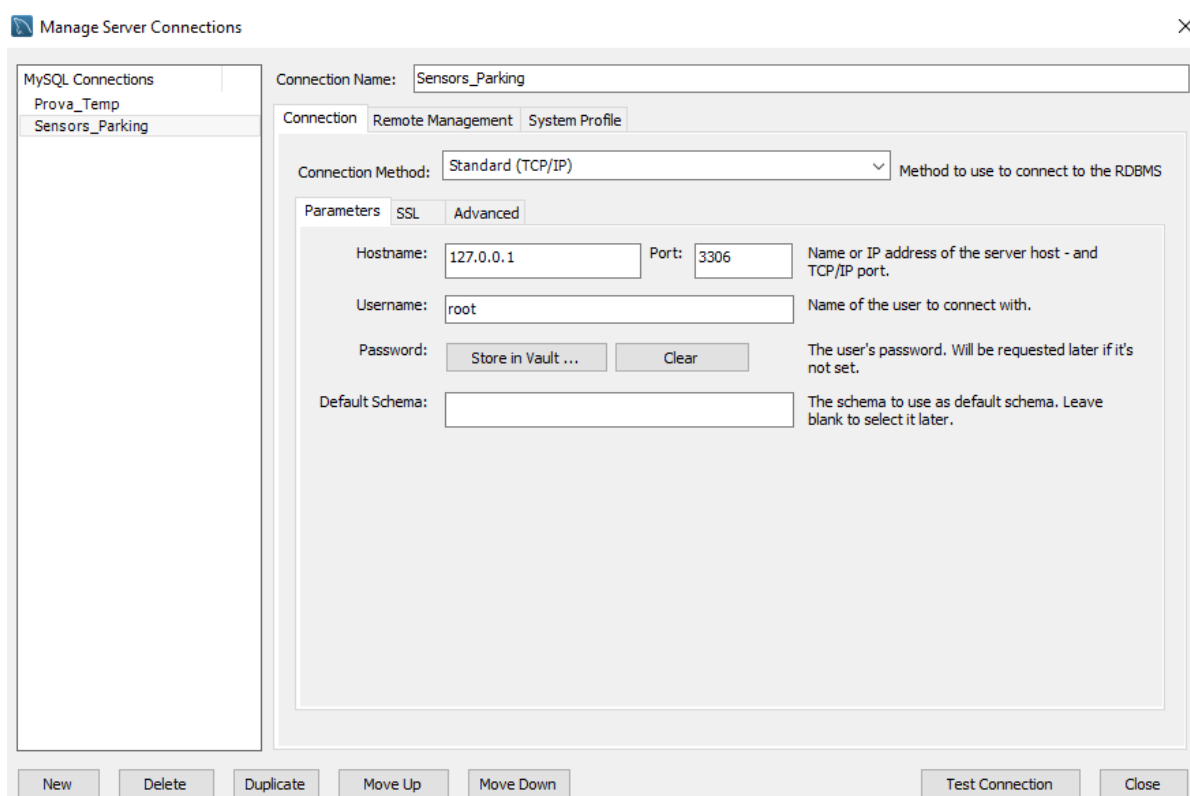 Manage Server Connections
MySQL Connections
Prova_Temp
Sensors_Parking
Connection Name: Sensors_Parking
Connection Remote Management System Profile
Connection Method: Standard (TCP/IP) Method to use to connect to the RDBMS
Parameters SSL Advanced
Hostname: 127.0.0.1 Port: 3306 Name or IP address of the server host - and
TCP/IP port.
Username: root Name of the user to connect with.
Password: Store in Vault ... Clear The user's password. Will be requested later if it's
not set.
Default Schema: The schema to use as default schema. Leave
blank to select it later.
New Delete Duplicate Move Up Move Down Test Connection Close